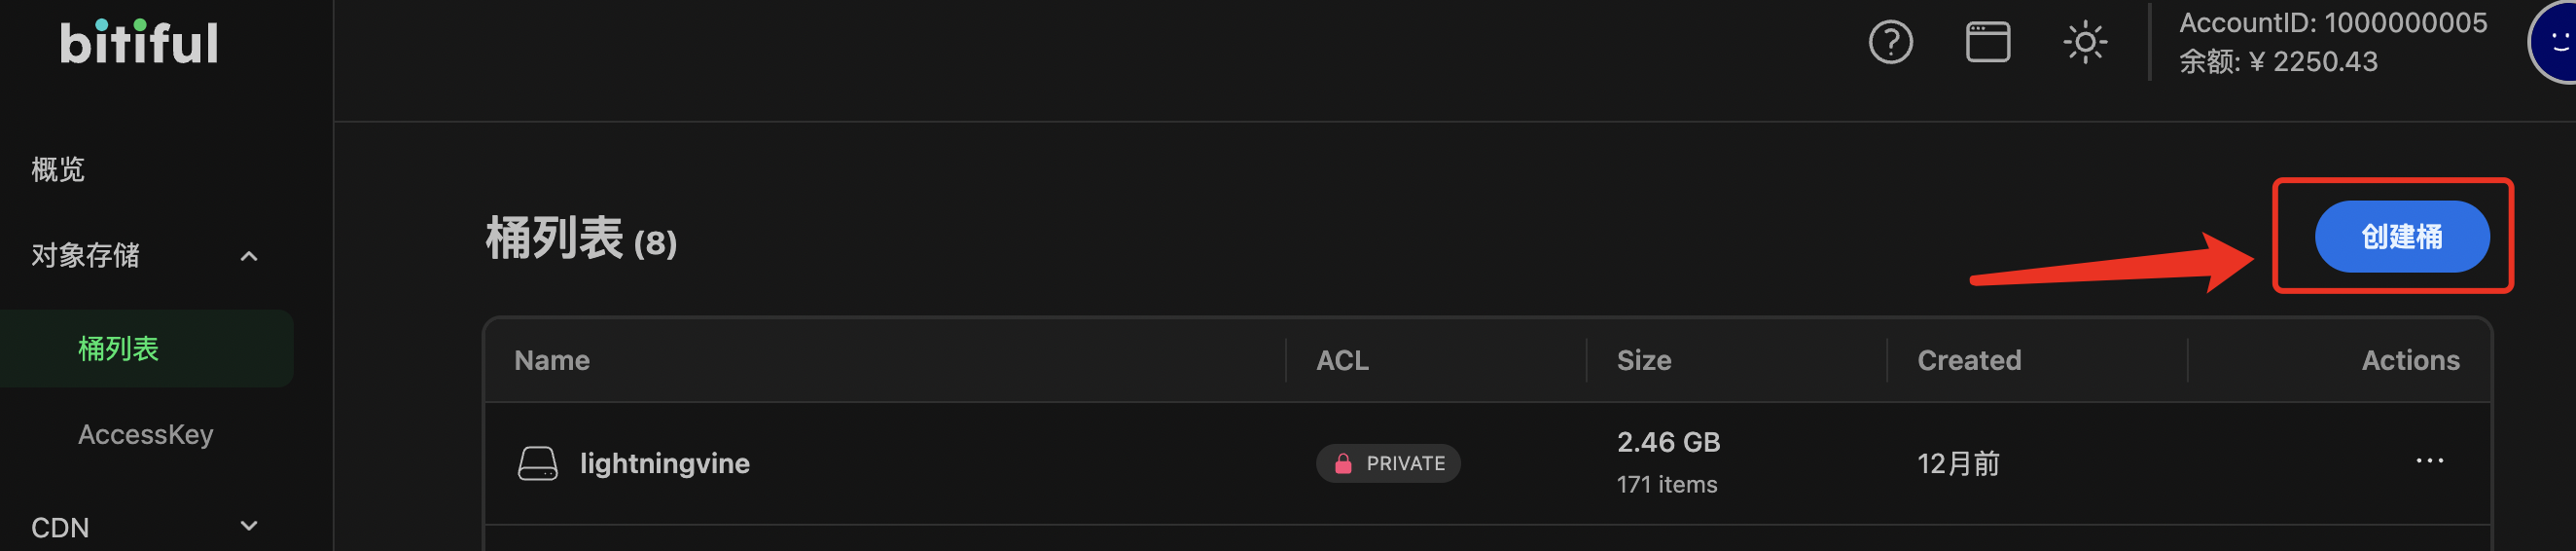 bitiful
AccountID: 1000000005
余额: ¥ 2250.43
概览
对象存储
桶列表
AccessKey
CDN
桶列表 (8)
创建桶
Name ACL Size Created Actions
lightningvine PRIVATE 2.46 GB 12月前 ···
171 items